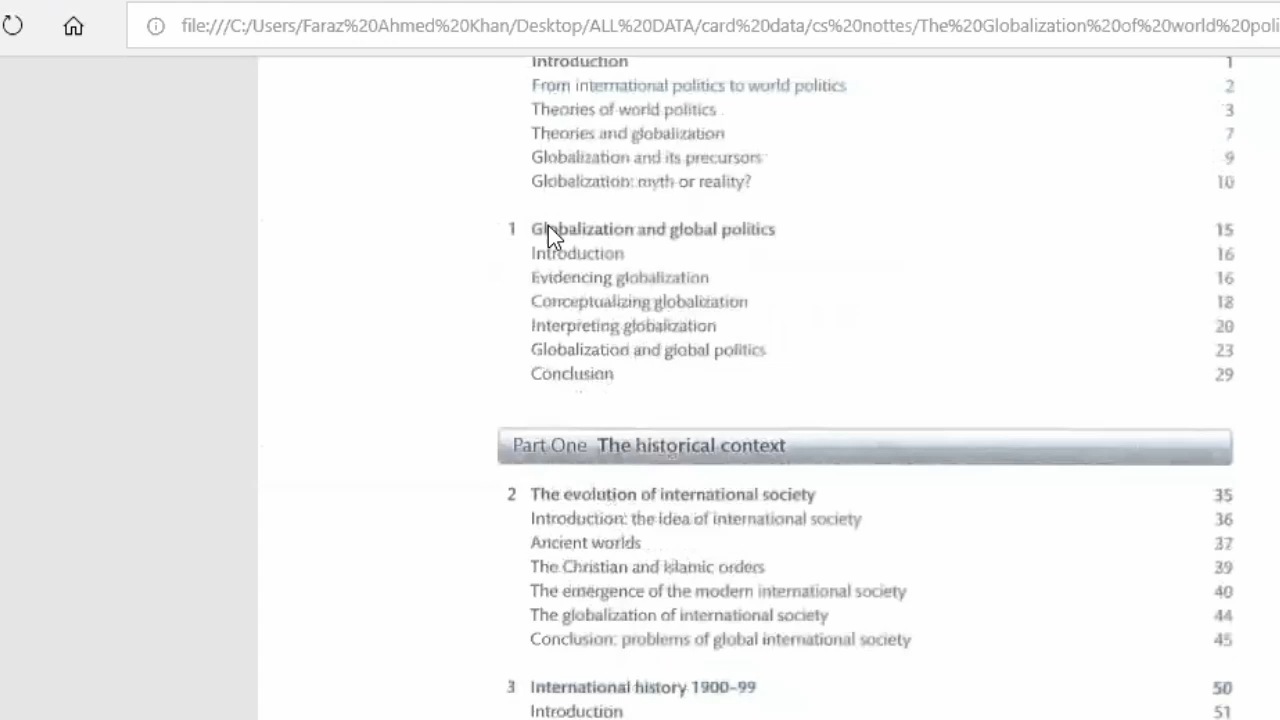 file:///C:/Users/Faraz%20Ahmed%20Khan/Desktop/ALL%20DATA/card%20data/cs%20nottes/The%20Globalization%20of%20world%20poli
Introduction 1
From international politics to world politics 2
Theories of world politics 3
Theories and globalization 7
Globalization and its precursors 9
Globalization: myth or reality? 10
1 Globalization and global politics 15
Introduction 16
Evidencing globalization 16
Conceptualizing globalization 18
Interpreting globalization 20
Globalization and global politics 23
Conclusion 29
Part One The historical context
2 The evolution of international society 35
Introduction: the idea of international society 36
Ancient worlds 37
The Christian and Islamic orders 39
The emergence of the modern international society 40
The globalization of international society 44
Conclusion: problems of global international society 45
3 International history 1900–99 50
Introduction 51